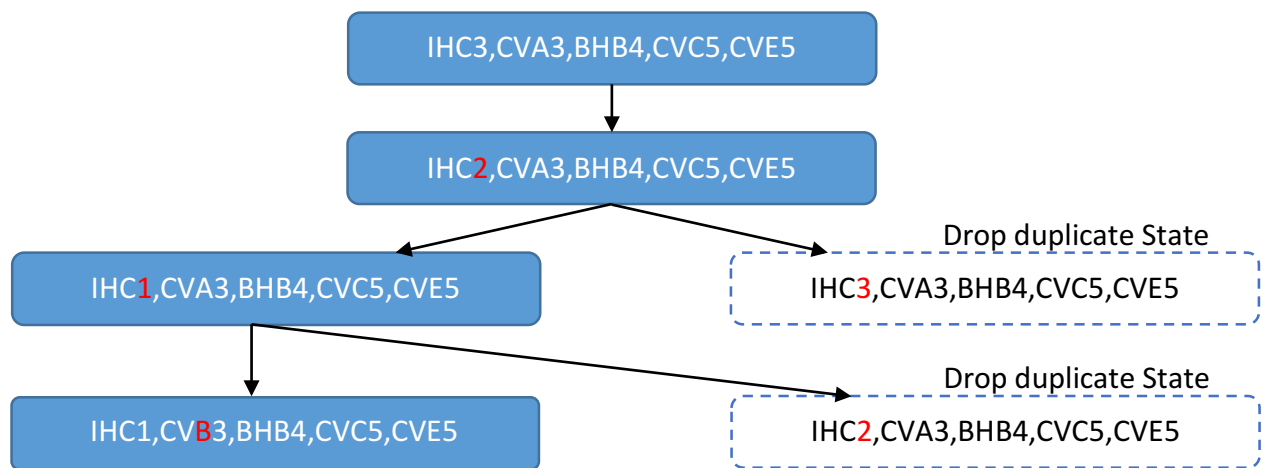 IHC3,CVA3,BHB4,CVC5,CVE5
IHC2,CVA3,BHB4,CVC5,CVE5
Drop duplicate State
IHC1,CVA3,BHB4,CVC5,CVE5
IHC3,CVA3,BHB4,CVC5,CVE5
Drop duplicate State
IHC1,CVB3,BHB4,CVC5,CVE5
IHC2,CVA3,BHB4,CVC5,CVE5